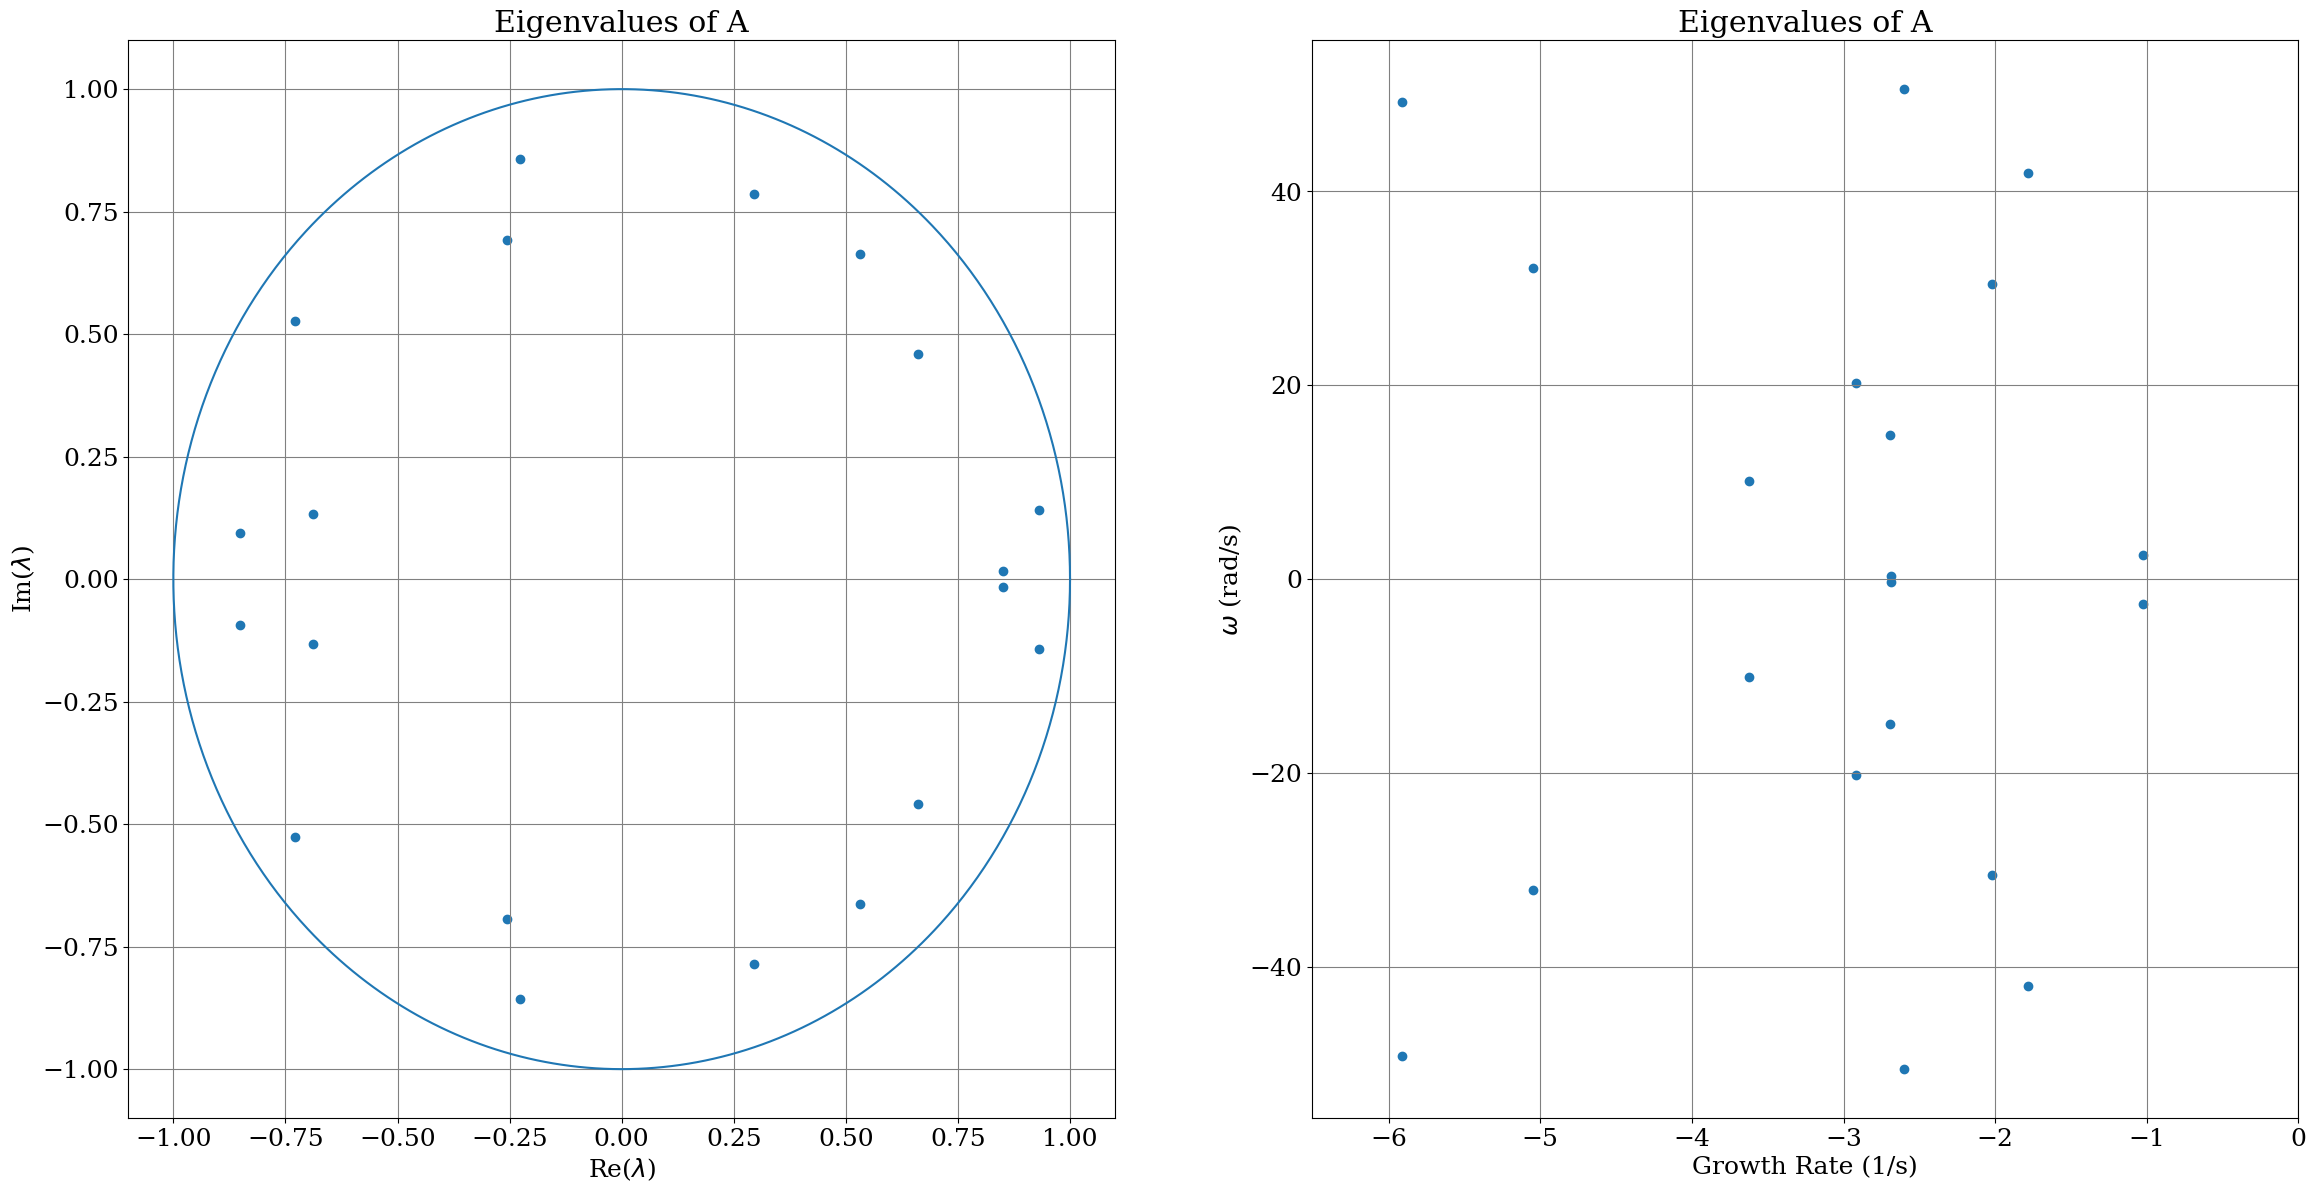 Eigenvalues of A
1.00
0.75
0.50
0.25
0.00
−0.25
−0.50
−0.75
−1.00
Im(λ)
−1.00 −0.75 −0.50 −0.25 0.00 0.25 0.50 0.75 1.00
Re(λ)
Eigenvalues of A
40
20
0
−20
−40
ω (rad/s)
−6 −5 −4 −3 −2 −1 0
Growth Rate (1/s)